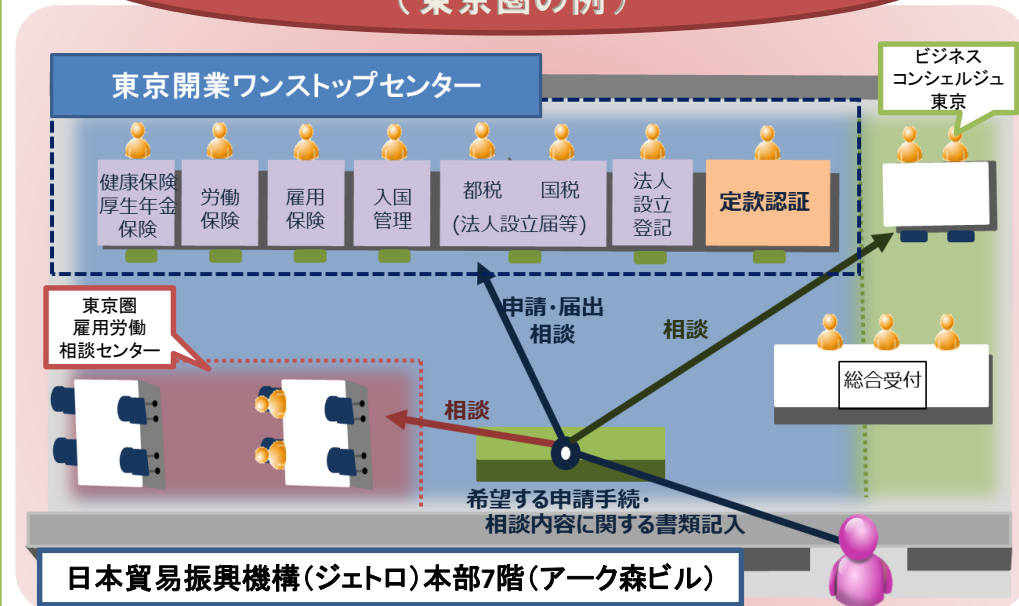 （東京圏の例）
東京開業ワンストップセンター
ビジネス
コンシェルジュ
東京
健康保険
厚生年金
保険
労働
保険
雇用
保険
入国
管理
都税　国税
(法人設立届等)
法人
設立
登記
定款認証
東京圏
雇用労働
相談センター
申請・届出
相談
相談
総合受付
相談
希望する申請手続・
相談内容に関する書類記入
日本貿易振興機構（ジェトロ）本部7階（アーク森ビル）